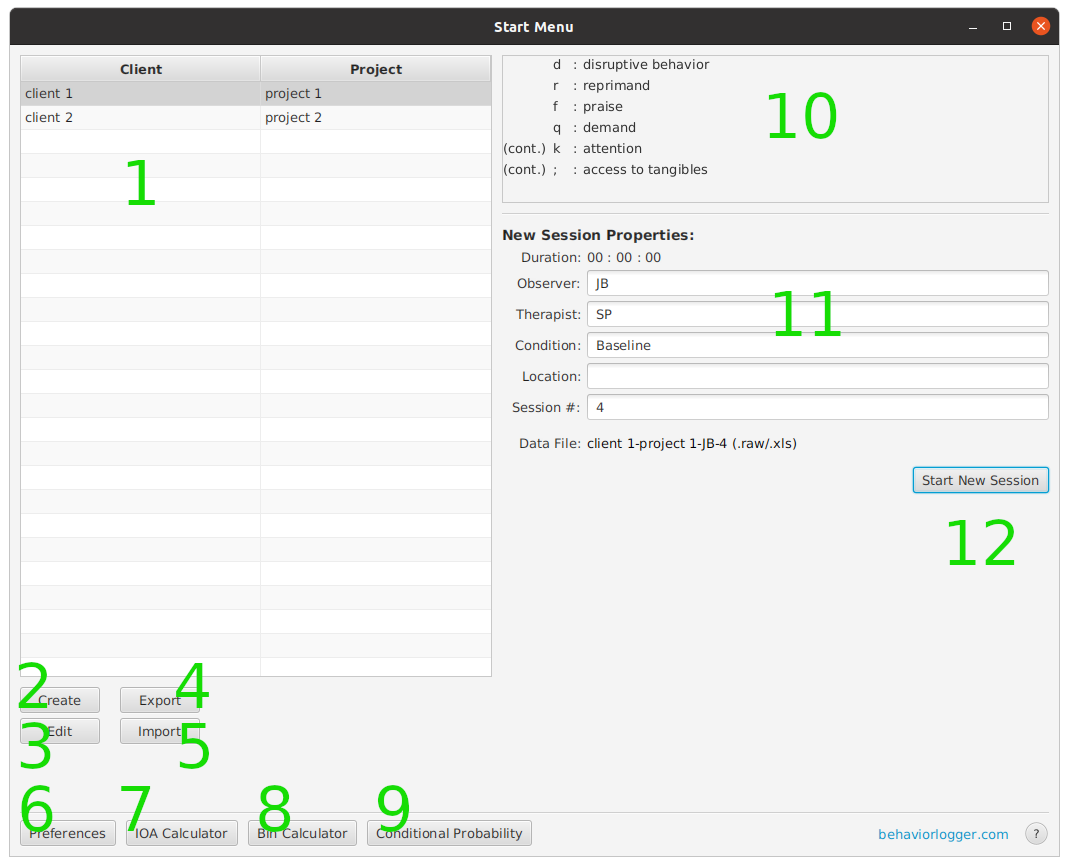 Start Menu
Client Project
client 1 project 1
client 2 project 2
1
d : disruptive behavior
r : reprimand
f : praise
q : demand
(cont.) k : attention
(cont.) ; : access to tangibles
10
New Session Properties:
Duration: 00 : 00 : 00
Observer: JB
Therapist: SP
11
Condition: Baseline
Location:
Session #: 4
Data File: client 1-project 1-JB-4 (.raw/.xls)
Start New Session
12
2 4
Create Export
Edit Import
3 5
6 7 8 9
Preferences IOA Calculator Bin Calculator Conditional Probability
behaviorlogger.com ?